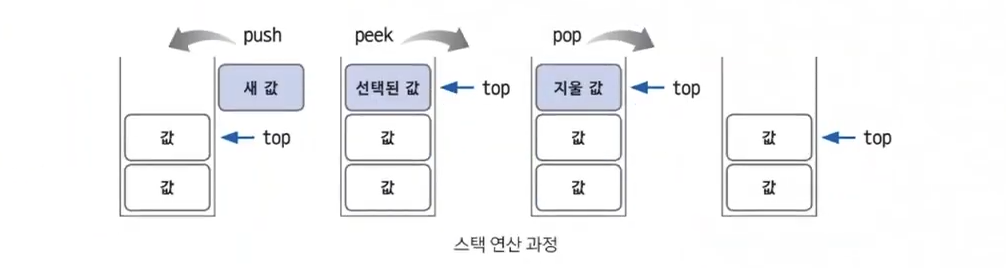 push peek pop
새 값 선택된 값 top 지울 값 top
값 top 값 값 값 top
값 값 값 값
스택 연산 과정